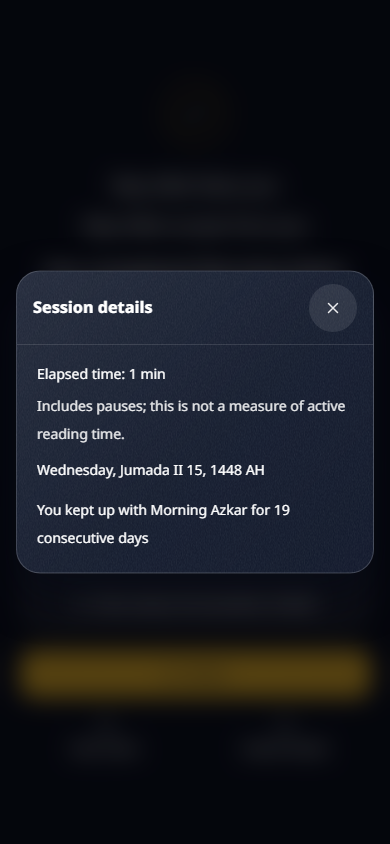 Session details
Elapsed time: 1 min
Includes pauses; this is not a measure of active
reading time.
Wednesday, Jumada II 15, 1448 AH
You kept up with Morning Azkar for 19
consecutive days